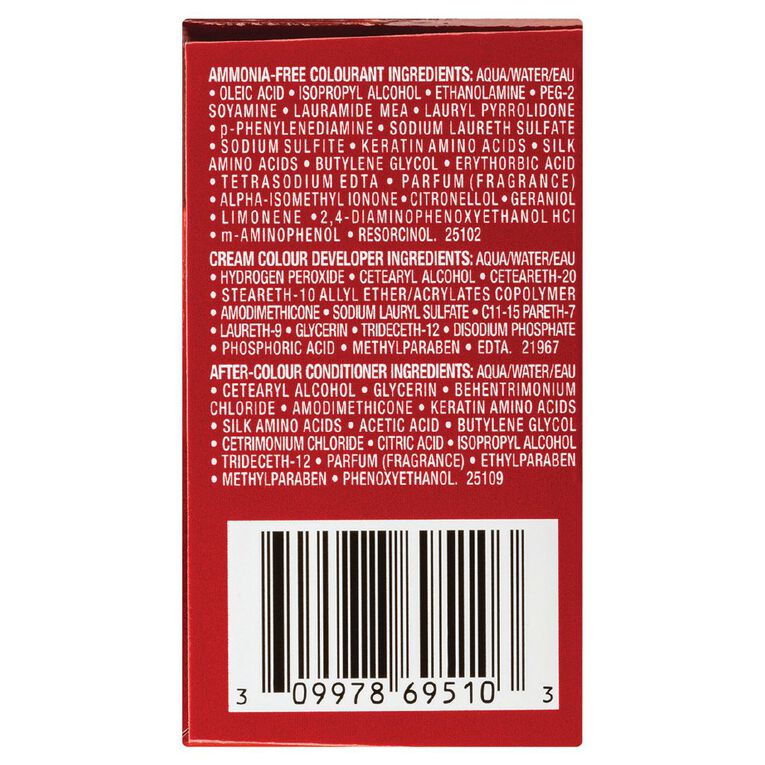 AMMONIA-FREE COLOURANT INGREDIENTS: AQUA/WATER/EAU
• OLEIC ACID • ISOPROPYL ALCOHOL • ETHANOLAMINE • PEG-2
SOYAMINE • LAURAMIDE MEA • LAURYL PYRROLIDONE
• p-PHENYLENEDIAMINE • SODIUM LAURETH SULFATE
• SODIUM SULFITE • KERATIN AMINO ACIDS • SILK
AMINO ACIDS • BUTYLENE GLYCOL • ERYTHORBIC ACID
• TETRASODIUM EDTA • PARFUM (FRAGRANCE)
• ALPHA-ISOMETHYL IONONE • CITRONELLOL • GERANIOL
• LIMONENE • 2,4-DIAMINOPHENOXYETHANOL HCl
• m-AMINOPHENOL • RESORCINOL. 25102
CREAM COLOUR DEVELOPER INGREDIENTS: AQUA/WATER/EAU
• HYDROGEN PEROXIDE • CETEARYL ALCOHOL • CETEARETH-20
• STEARETH-10 ALLYL ETHER/ACRYLATES COPOLYMER
• AMODIMETHICONE • SODIUM LAURYL SULFATE • C11-15 PARETH-7
• LAURETH-9 • GLYCERIN • TRIDECETH-12 • DISODIUM PHOSPHATE
• PHOSPHORIC ACID • METHYLPARABEN • EDTA. 21967
AFTER-COLOUR CONDITIONER INGREDIENTS: AQUA/WATER/EAU
• CETEARYL ALCOHOL • GLYCERIN • BEHENTRIMONIUM
CHLORIDE • AMODIMETHICONE • KERATIN AMINO ACIDS
• SILK AMINO ACIDS • ACETIC ACID • BUTYLENE GLYCOL
• CETRIMONIUM CHLORIDE • CITRIC ACID • ISOPROPYL ALCOHOL
• TRIDECETH-12 • PARFUM (FRAGRANCE) • ETHYLPARABEN
• METHYLPARABEN • PHENOXYETHANOL. 25109
3 09978 69510 3